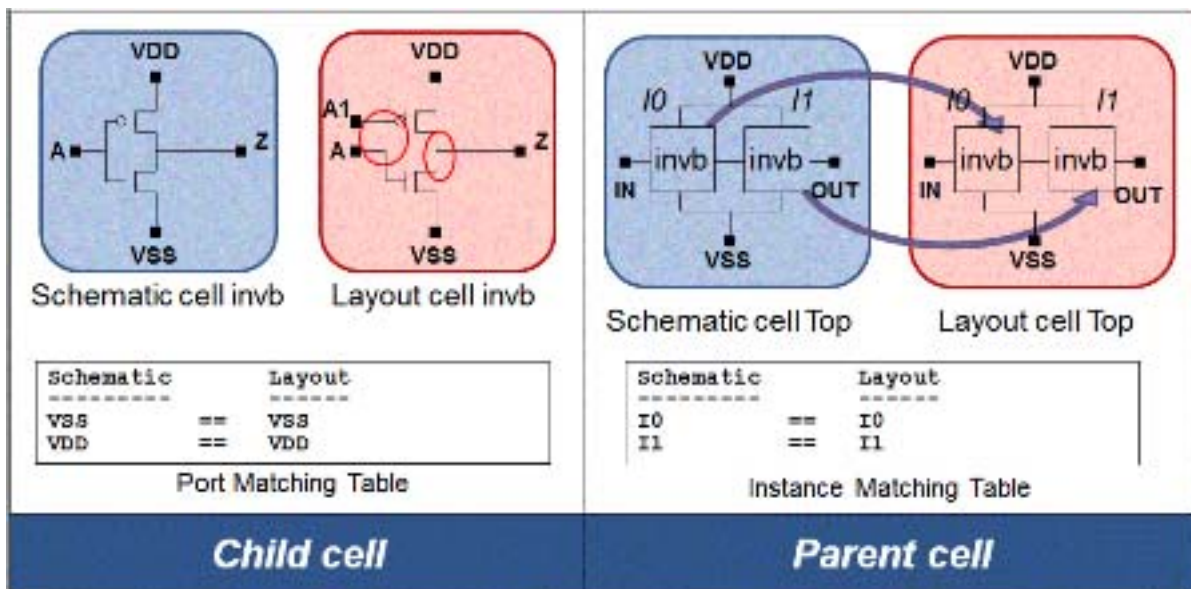 VDD
A
Z
VSS
Schematic cell invb
VDD
A1
A
Z
VSS
Layout cell invb
Schematic Layout
--------- ------
VSS == VSS
VDD == VDD
Port Matching Table
Child cell
VDD
I0 I1
invb invb
IN OUT
VSS
Schematic cell Top
VDD
I0 I1
invb invb
IN OUT
VSS
Layout cell Top
Schematic Layout
--------- ------
I0 == I0
I1 == I1
Instance Matching Table
Parent cell